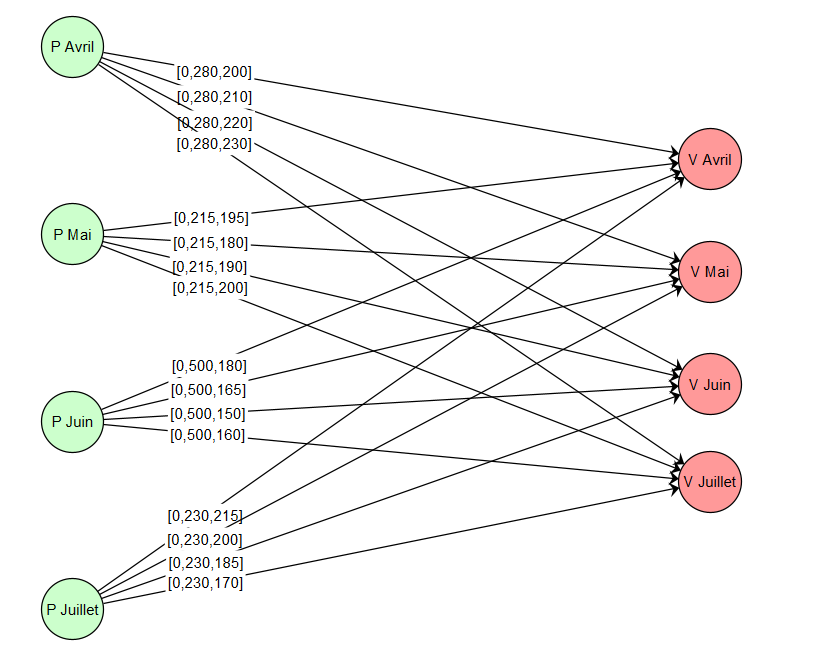 P Avril
[0,280,200]
[0,280,210]
[0,280,220]
[0,280,230]
V Avril
P Mai
[0,215,195]
[0,215,180]
[0,215,190]
[0,215,200]
V Mai
P Juin
[0,500,180]
[0,500,165]
[0,500,150]
[0,500,160]
V Juin
V Juillet
P Juillet
[0,230,215]
[0,230,200]
[0,230,185]
[0,230,170]